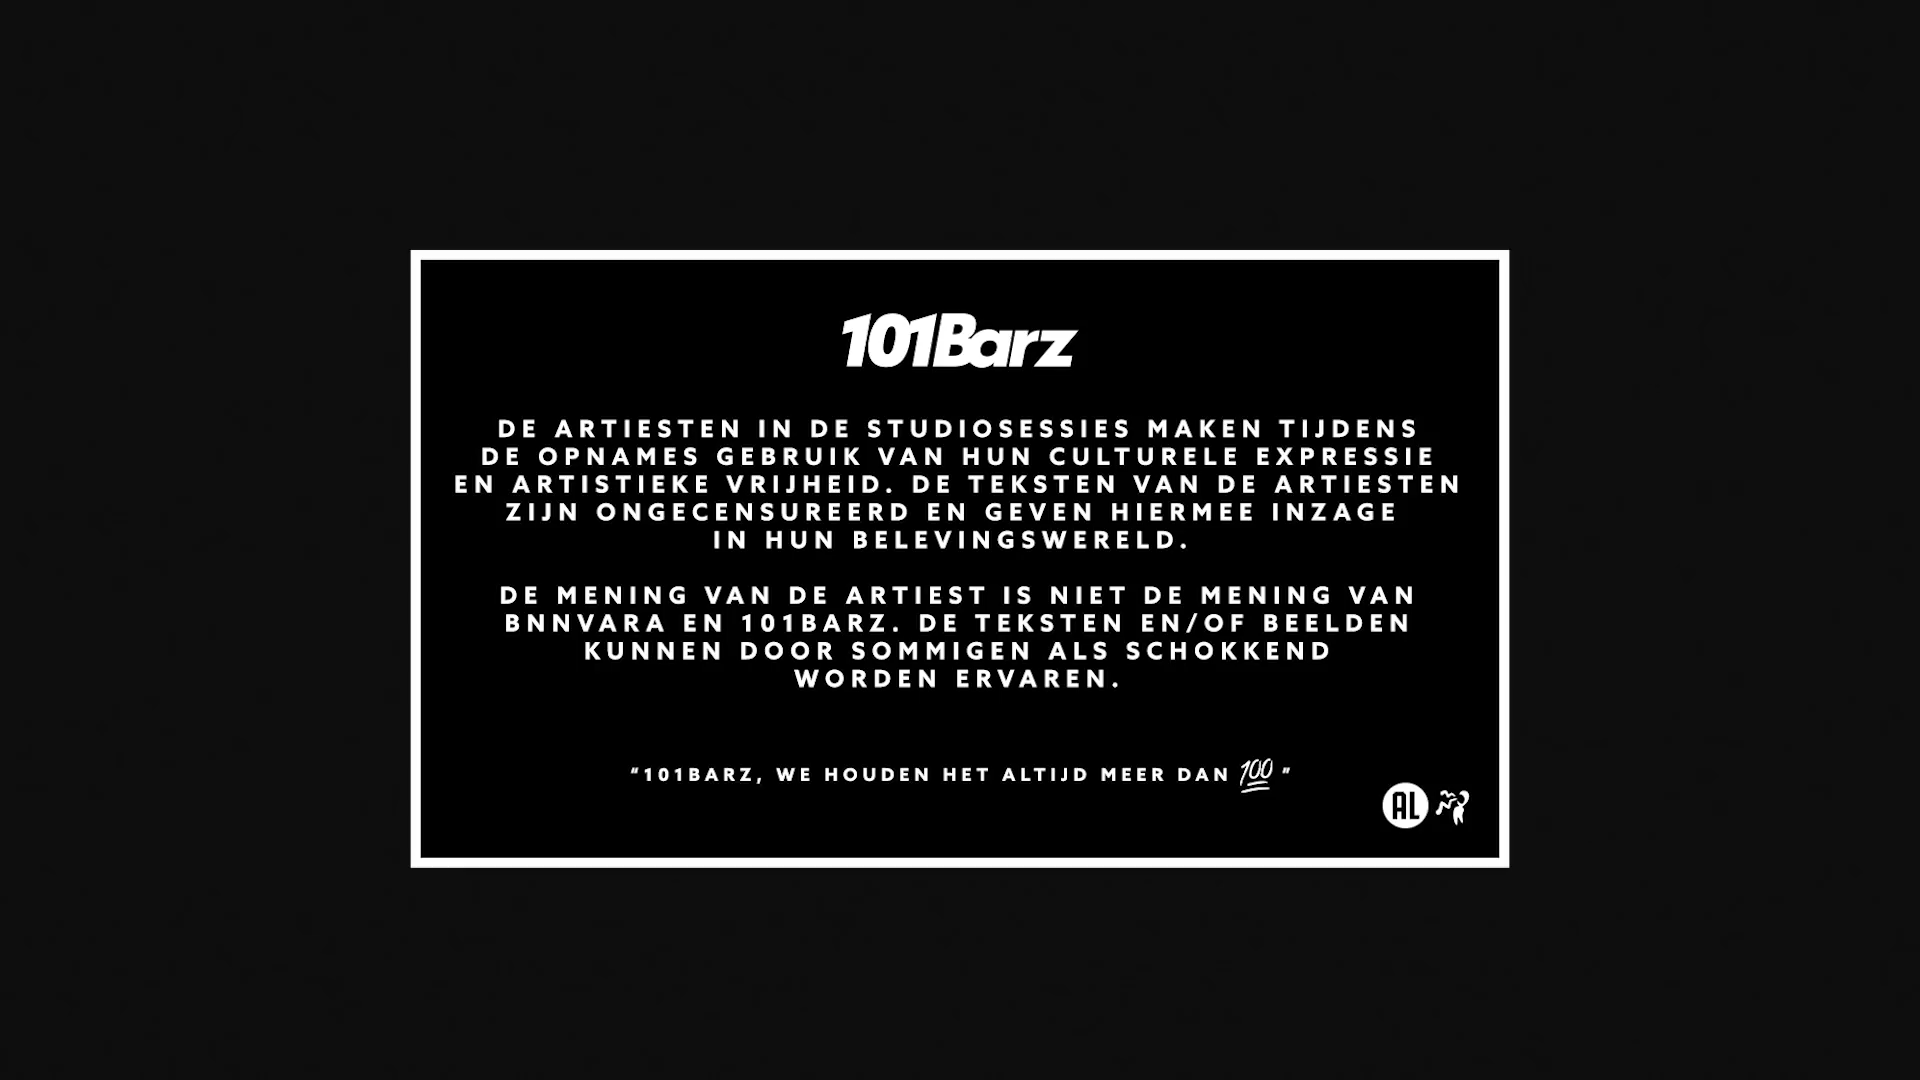 101Barz
DE ARTIESTEN IN DE STUDIOSESSIES MAKEN TIJDENS
DE OPNAMES GEBRUIK VAN HUN CULTURELE EXPRESSIE
EN ARTISTIEKE VRIJHEID. DE TEKSTEN VAN DE ARTIESTEN
ZIJN ONGECENSUREERD EN GEVEN HIERMEE INZAGE
IN HUN BELEVINGSWERELD.
DE MENING VAN DE ARTIEST IS NIET DE MENING VAN
BNNVARA EN 101BARZ. DE TEKSTEN EN/OF BEELDEN
KUNNEN DOOR SOMMIGEN ALS SCHOKKEND
WORDEN ERVAREN.
“101BARZ, WE HOUDEN HET ALTIJD MEER DAN 100 ”
AL